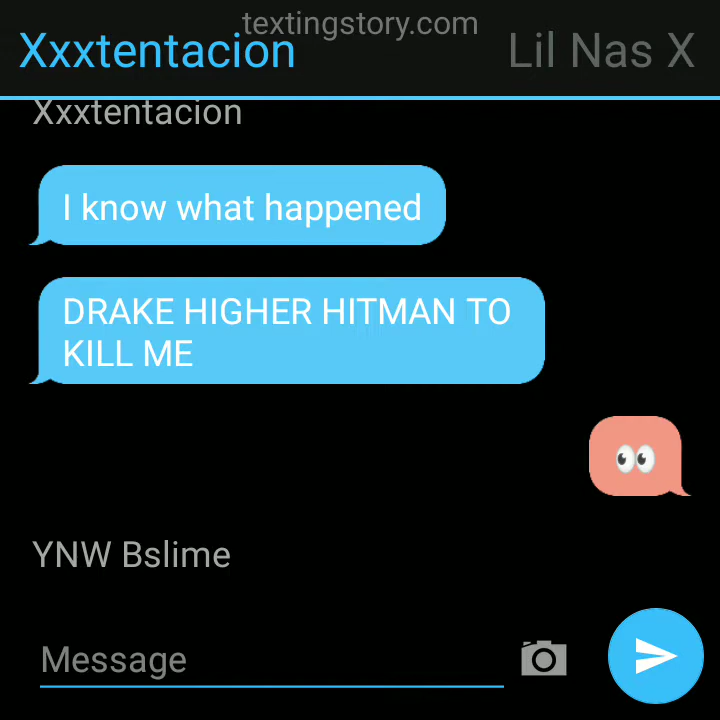 textingstory.com
Xxxtentacion
Lil Nas X
Xxxtentacion
I know what happened
DRAKE HIGHER HITMAN TO
KILL ME
👀
YNW Bslime
Message